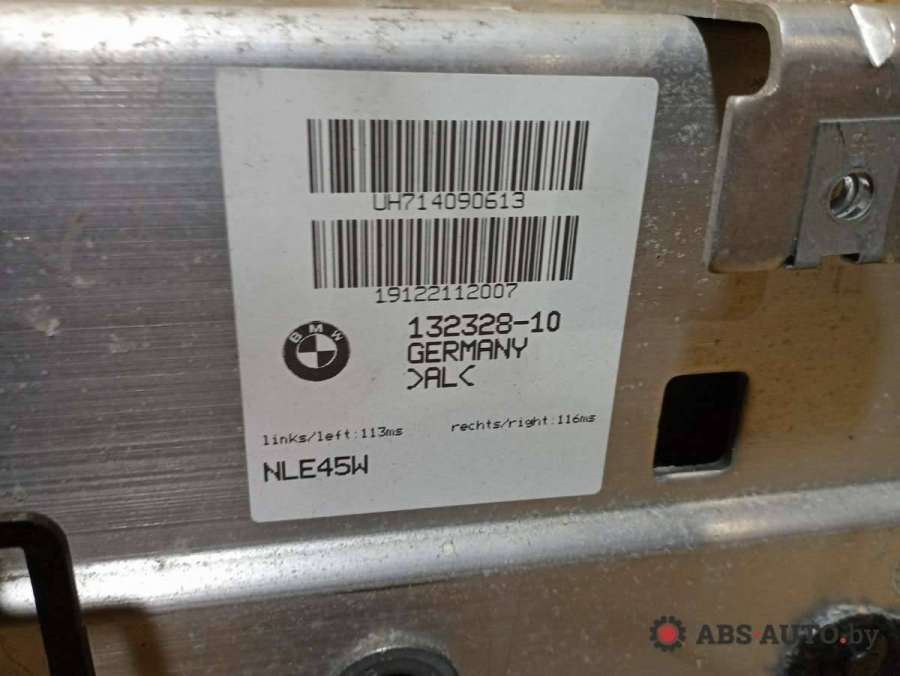 UH714090613
19122112007
BMW
132328-10
GERMANY
>AL<
links/left:113ms
rechts/right:116ms
NLE45W
ABS AUTO.by